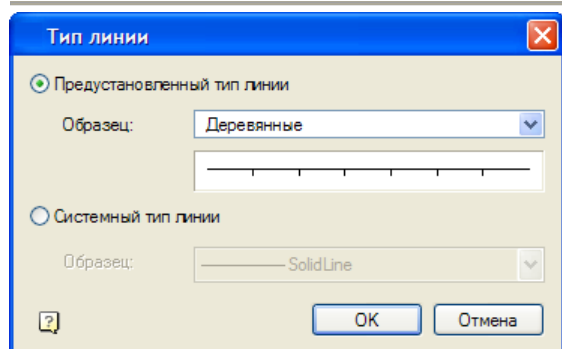 Тип линии
Предустановленный тип линии
Образец: Деревянные
Системный тип линии
Образец: SolidLine
? OK Отмена